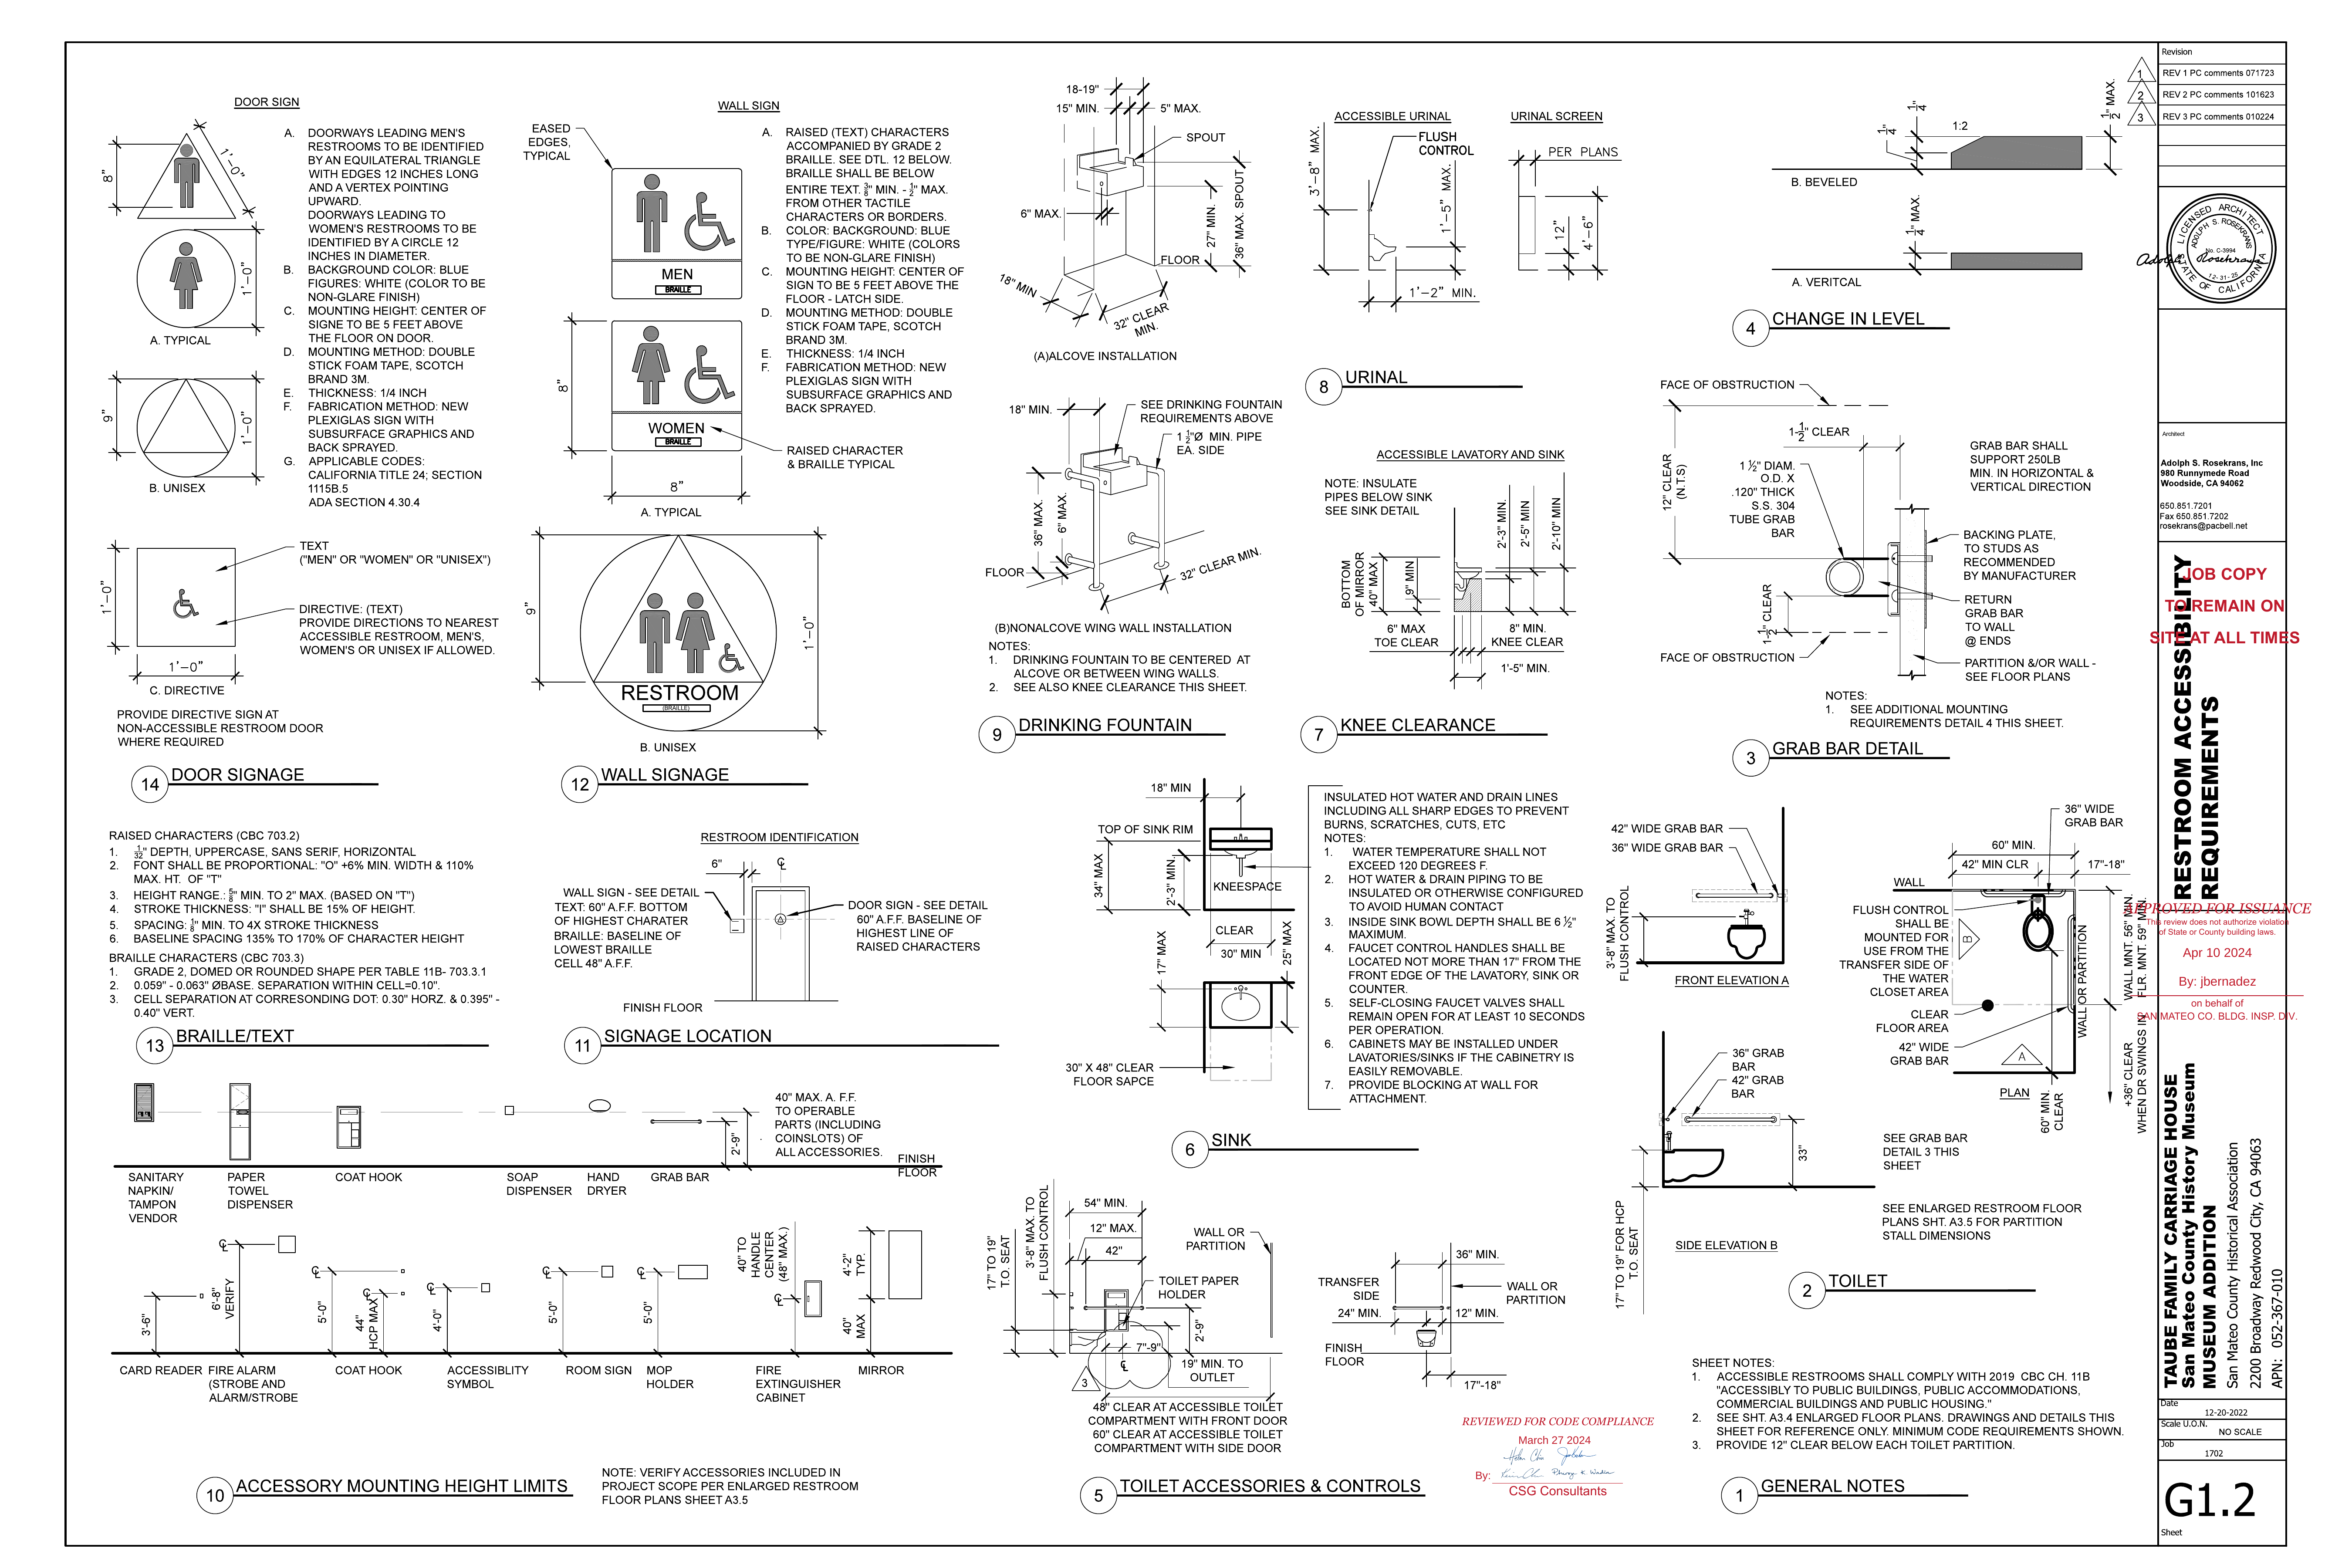 DOOR SIGN
8"
1'-0"
1'-0"
A. TYPICAL
9"
1'-0"
B. UNISEX
A. DOORWAYS LEADING MEN'S
RESTROOMS TO BE IDENTIFIED
BY AN EQUILATERAL TRIANGLE
WITH EDGES 12 INCHES LONG
AND A VERTEX POINTING
UPWARD.
DOORWAYS LEADING TO
WOMEN'S RESTROOMS TO BE
IDENTIFIED BY A CIRCLE 12
INCHES IN DIAMETER.
B. BACKGROUND COLOR: BLUE
FIGURES: WHITE (COLOR TO BE
NON-GLARE FINISH)
C. MOUNTING HEIGHT: CENTER OF
SIGNE TO BE 5 FEET ABOVE
THE FLOOR ON DOOR.
D. MOUNTING METHOD: DOUBLE
STICK FOAM TAPE, SCOTCH
BRAND 3M.
E. THICKNESS: 1/4 INCH
F. FABRICATION METHOD: NEW
PLEXIGLAS SIGN WITH
SUBSURFACE GRAPHICS AND
BACK SPRAYED.
G. APPLICABLE CODES:
CALIFORNIA TITLE 24; SECTION
1115B.5
ADA SECTION 4.30.4
TEXT
("MEN" OR "WOMEN" OR "UNISEX")
DIRECTIVE: (TEXT)
PROVIDE DIRECTIONS TO NEAREST
ACCESSIBLE RESTROOM, MEN'S,
WOMEN'S OR UNISEX IF ALLOWED.
1'-0"
1'-0"
C. DIRECTIVE
PROVIDE DIRECTIVE SIGN AT
NON-ACCESSIBLE RESTROOM DOOR
WHERE REQUIRED
14 DOOR SIGNAGE
WALL SIGN
EASED
EDGES,
TYPICAL
MEN
BRAILLE
8"
WOMEN
BRAILLE
8"
A. TYPICAL
A. RAISED (TEXT) CHARACTERS
ACCOMPANIED BY GRADE 2
BRAILLE. SEE DTL. 12 BELOW.
BRAILLE SHALL BE BELOW
ENTIRE TEXT. 3/8" MIN. - 1/2" MAX.
FROM OTHER TACTILE
CHARACTERS OR BORDERS.
B. COLOR: BACKGROUND: BLUE
TYPE/FIGURE: WHITE (COLORS
TO BE NON-GLARE FINISH)
C. MOUNTING HEIGHT: CENTER OF
SIGN TO BE 5 FEET ABOVE THE
FLOOR - LATCH SIDE.
D. MOUNTING METHOD: DOUBLE
STICK FOAM TAPE, SCOTCH
BRAND 3M.
E. THICKNESS: 1/4 INCH
F. FABRICATION METHOD: NEW
PLEXIGLAS SIGN WITH
SUBSURFACE GRAPHICS AND
BACK SPRAYED.
RAISED CHARACTER
& BRAILLE TYPICAL
9"
1'-0"
RESTROOM
(BRAILLE)
B. UNISEX
12 WALL SIGNAGE
18-19"
15" MIN.
5" MAX.
SPOUT
6" MAX.
27" MIN.
36" MAX. SPOUT
FLOOR
18" MIN
32" CLEAR
MIN.
(A)ALCOVE INSTALLATION
18" MIN.
SEE DRINKING FOUNTAIN
REQUIREMENTS ABOVE
1 1/2"Ø MIN. PIPE
EA. SIDE
36" MAX.
6" MAX.
FLOOR
32" CLEAR MIN.
(B)NONALCOVE WING WALL INSTALLATION
NOTES:
1. DRINKING FOUNTAIN TO BE CENTERED AT
ALCOVE OR BETWEEN WING WALLS.
2. SEE ALSO KNEE CLEARANCE THIS SHEET.
9 DRINKING FOUNTAIN
ACCESSIBLE URINAL
URINAL SCREEN
FLUSH
CONTROL
3'-8" MAX.
1'-5" MAX.
1'-2" MIN.
PER PLANS
12"
4'-6"
8 URINAL
ACCESSIBLE LAVATORY AND SINK
NOTE: INSULATE
PIPES BELOW SINK
SEE SINK DETAIL
BOTTOM
OF MIRROR
40" MAX
9" MIN
2'-3" MIN.
2'-5" MIN
2'-10" MIN
6" MAX
TOE CLEAR
8" MIN.
KNEE CLEAR
1'-5" MIN.
7 KNEE CLEARANCE
1/4"
1/4"
1:2
1/2" MAX.
B. BEVELED
1/4" MAX.
A. VERITCAL
4 CHANGE IN LEVEL
FACE OF OBSTRUCTION
1-1/2" CLEAR
12" CLEAR
(N.T.S)
1 ½" DIAM.
O.D. X
.120" THICK
S.S. 304
TUBE GRAB
BAR
GRAB BAR SHALL
SUPPORT 250LB
MIN. IN HORIZONTAL &
VERTICAL DIRECTION
BACKING PLATE,
TO STUDS AS
RECOMMENDED
BY MANUFACTURER
RETURN
GRAB BAR
TO WALL
@ ENDS
1-1/2" CLEAR
FACE OF OBSTRUCTION
PARTITION &/OR WALL -
SEE FLOOR PLANS
NOTES:
1. SEE ADDITIONAL MOUNTING
REQUIREMENTS DETAIL 4 THIS SHEET.
3 GRAB BAR DETAIL
RAISED CHARACTERS (CBC 703.2)
1. 1/32" DEPTH, UPPERCASE, SANS SERIF, HORIZONTAL
2. FONT SHALL BE PROPORTIONAL: "O" +6% MIN. WIDTH & 110%
MAX. HT. OF "T"
3. HEIGHT RANGE.: 5/8" MIN. TO 2" MAX. (BASED ON "T")
4. STROKE THICKNESS: "I" SHALL BE 15% OF HEIGHT.
5. SPACING: 1/8" MIN. TO 4X STROKE THICKNESS
6. BASELINE SPACING 135% TO 170% OF CHARACTER HEIGHT
BRAILLE CHARACTERS (CBC 703.3)
1. GRADE 2, DOMED OR ROUNDED SHAPE PER TABLE 11B- 703.3.1
2. 0.059" - 0.063" ØBASE. SEPARATION WITHIN CELL=0.10".
3. CELL SEPARATION AT CORRESONDING DOT: 0.30" HORZ. & 0.395" -
0.40" VERT.
13 BRAILLE/TEXT
RESTROOM IDENTIFICATION
6"
WALL SIGN - SEE DETAIL
TEXT: 60" A.F.F. BOTTOM
OF HIGHEST CHARATER
BRAILLE: BASELINE OF
LOWEST BRAILLE
CELL 48" A.F.F.
DOOR SIGN - SEE DETAIL
60" A.F.F. BASELINE OF
HIGHEST LINE OF
RAISED CHARACTERS
FINISH FLOOR
11 SIGNAGE LOCATION
18" MIN
TOP OF SINK RIM
34" MAX
2'-3" MIN.
KNEESPACE
CLEAR
30" MIN
17" MAX
25" MAX
30" X 48" CLEAR
FLOOR SAPCE
INSULATED HOT WATER AND DRAIN LINES
INCLUDING ALL SHARP EDGES TO PREVENT
BURNS, SCRATCHES, CUTS, ETC
NOTES:
1. WATER TEMPERATURE SHALL NOT
EXCEED 120 DEGREES F.
2. HOT WATER & DRAIN PIPING TO BE
INSULATED OR OTHERWISE CONFIGURED
TO AVOID HUMAN CONTACT
3. INSIDE SINK BOWL DEPTH SHALL BE 6 ½"
MAXIMUM.
4. FAUCET CONTROL HANDLES SHALL BE
LOCATED NOT MORE THAN 17" FROM THE
FRONT EDGE OF THE LAVATORY, SINK OR
COUNTER.
5. SELF-CLOSING FAUCET VALVES SHALL
REMAIN OPEN FOR AT LEAST 10 SECONDS
PER OPERATION.
6. CABINETS MAY BE INSTALLED UNDER
LAVATORIES/SINKS IF THE CABINETRY IS
EASILY REMOVABLE.
7. PROVIDE BLOCKING AT WALL FOR
ATTACHMENT.
6 SINK
42" WIDE GRAB BAR
36" WIDE GRAB BAR
3'-8" MAX. TO
FLUSH CONTROL
FRONT ELEVATION A
36" WIDE
GRAB BAR
60" MIN.
42" MIN CLR
17"-18"
WALL
FLUSH CONTROL
SHALL BE
MOUNTED FOR
USE FROM THE
TRANSFER SIDE OF
THE WATER
CLOSET AREA
CLEAR
FLOOR AREA
42" WIDE
GRAB BAR
B
A
WALL OR PARTITION
WALL MNT. 56" MIN.
FLR. MNT. 59" MIN.
+36" CLEAR
WHEN DR SWINGS IN
PLAN
60" MIN.
CLEAR
36" GRAB
BAR
42" GRAB
BAR
33"
17" TO 19" FOR HCP
T.O. SEAT
SIDE ELEVATION B
SEE GRAB BAR
DETAIL 3 THIS
SHEET
SEE ENLARGED RESTROOM FLOOR
PLANS SHT. A3.5 FOR PARTITION
STALL DIMENSIONS
2 TOILET
40" MAX. A. F.F.
TO OPERABLE
PARTS (INCLUDING
COINSLOTS) OF
ALL ACCESSORIES.
2'-9"
FINISH
FLOOR
SANITARY
NAPKIN/
TAMPON
VENDOR
PAPER
TOWEL
DISPENSER
COAT HOOK
SOAP
DISPENSER
HAND
DRYER
GRAB BAR
3'-6"
6'-8"
VERIFY
5'-0"
44"
HCP MAX
4'-0"
5'-0"
5'-0"
40" TO
HANDLE
CENTER
(48" MAX.)
4'-2"
TYP.
40"
MAX
CARD READER
FIRE ALARM
(STROBE AND
ALARM/STROBE
COAT HOOK
ACCESSIBLITY
SYMBOL
ROOM SIGN
MOP
HOLDER
FIRE
EXTINGUISHER
CABINET
MIRROR
10 ACCESSORY MOUNTING HEIGHT LIMITS
NOTE: VERIFY ACCESSORIES INCLUDED IN
PROJECT SCOPE PER ENLARGED RESTROOM
FLOOR PLANS SHEET A3.5
17" TO 19"
T.O. SEAT
3'-8" MAX. TO
FLUSH CONTROL
54" MIN.
12" MAX.
42"
WALL OR
PARTITION
TOILET PAPER
HOLDER
2'-9"
7"-9"
19" MIN. TO
OUTLET
3
48" CLEAR AT ACCESSIBLE TOILET
COMPARTMENT WITH FRONT DOOR
60" CLEAR AT ACCESSIBLE TOILET
COMPARTMENT WITH SIDE DOOR
36" MIN.
TRANSFER
SIDE
WALL OR
PARTITION
24" MIN.
12" MIN.
FINISH
FLOOR
17"-18"
5 TOILET ACCESSORIES & CONTROLS
REVIEWED FOR CODE COMPLIANCE
March 27 2024
By:
CSG Consultants
SHEET NOTES:
1. ACCESSIBLE RESTROOMS SHALL COMPLY WITH 2019 CBC CH. 11B
"ACCESSIBLY TO PUBLIC BUILDINGS, PUBLIC ACCOMMODATIONS,
COMMERCIAL BUILDINGS AND PUBLIC HOUSING."
2. SEE SHT. A3.4 ENLARGED FLOOR PLANS. DRAWINGS AND DETAILS THIS
SHEET FOR REFERENCE ONLY. MINIMUM CODE REQUIREMENTS SHOWN.
3. PROVIDE 12" CLEAR BELOW EACH TOILET PARTITION.
1 GENERAL NOTES
Revision
1 REV 1 PC comments 071723
2 REV 2 PC comments 101623
3 REV 3 PC comments 010224
LICENSED ARCHITECT
ADOLPH S. ROSEKRANS
No. C-3994
12-31-25
STATE OF CALIFORNIA
Adolph Rosekrans
Architect
Adolph S. Rosekrans, Inc
980 Runnymede Road
Woodside, CA 94062
650.851.7201
Fax 650.851.7202
rosekrans@pacbell.net
JOB COPY
TO REMAIN ON
SITE AT ALL TIMES
RESTROOM ACCESSIBILITY
REQUIREMENTS
APPROVED FOR ISSUANCE
This review does not authorize violation
of State or County building laws.
Apr 10 2024
By: jbernadez
on behalf of
SAN MATEO CO. BLDG. INSP. DIV.
TAUBE FAMILY CARRIAGE HOUSE
San Mateo County History Museum
MUSEUM ADDITION
San Mateo County Historical Association
2200 Broadway Redwood City, CA 94063
APN: 052-367-010
Date
12-20-2022
Scale U.O.N.
NO SCALE
Job
1702
G1.2
Sheet